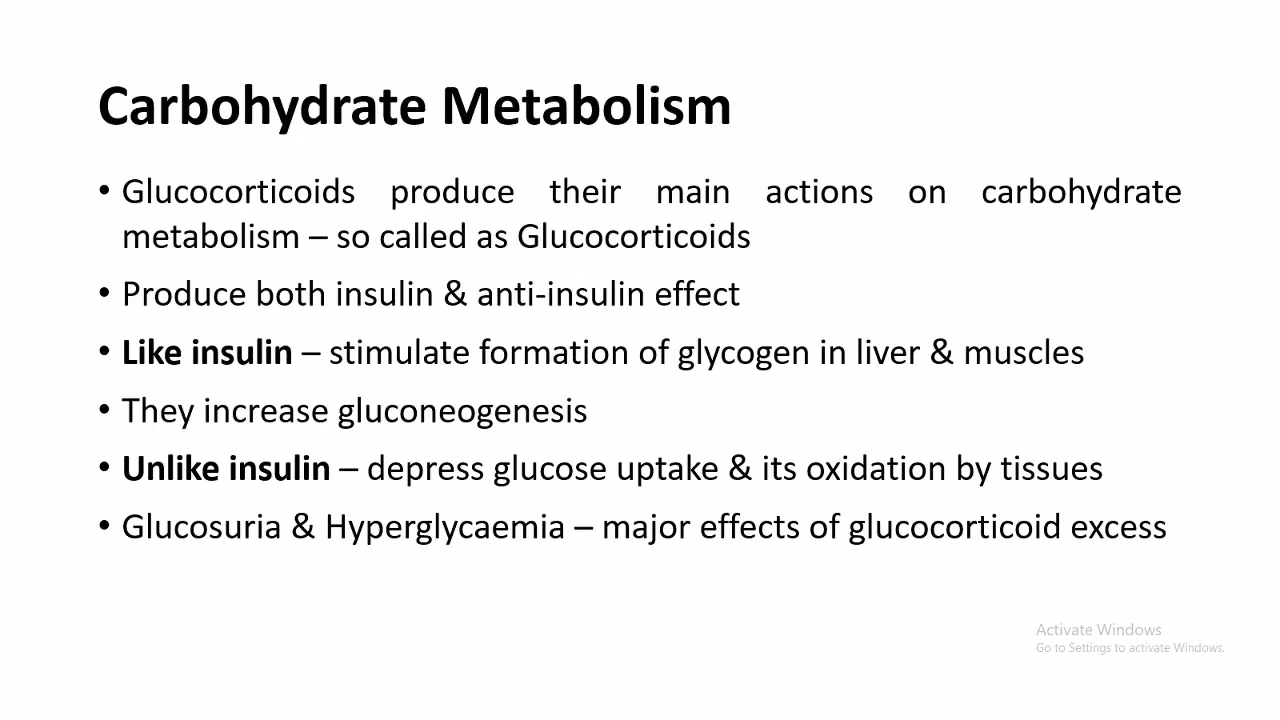 Carbohydrate Metabolism
• Glucocorticoids produce their main actions on carbohydrate
metabolism – so called as Glucocorticoids
• Produce both insulin & anti-insulin effect
• Like insulin – stimulate formation of glycogen in liver & muscles
• They increase gluconeogenesis
• Unlike insulin – depress glucose uptake & its oxidation by tissues
• Glucosuria & Hyperglycaemia – major effects of glucocorticoid excess
Activate Windows
Go to Settings to activate Windows.